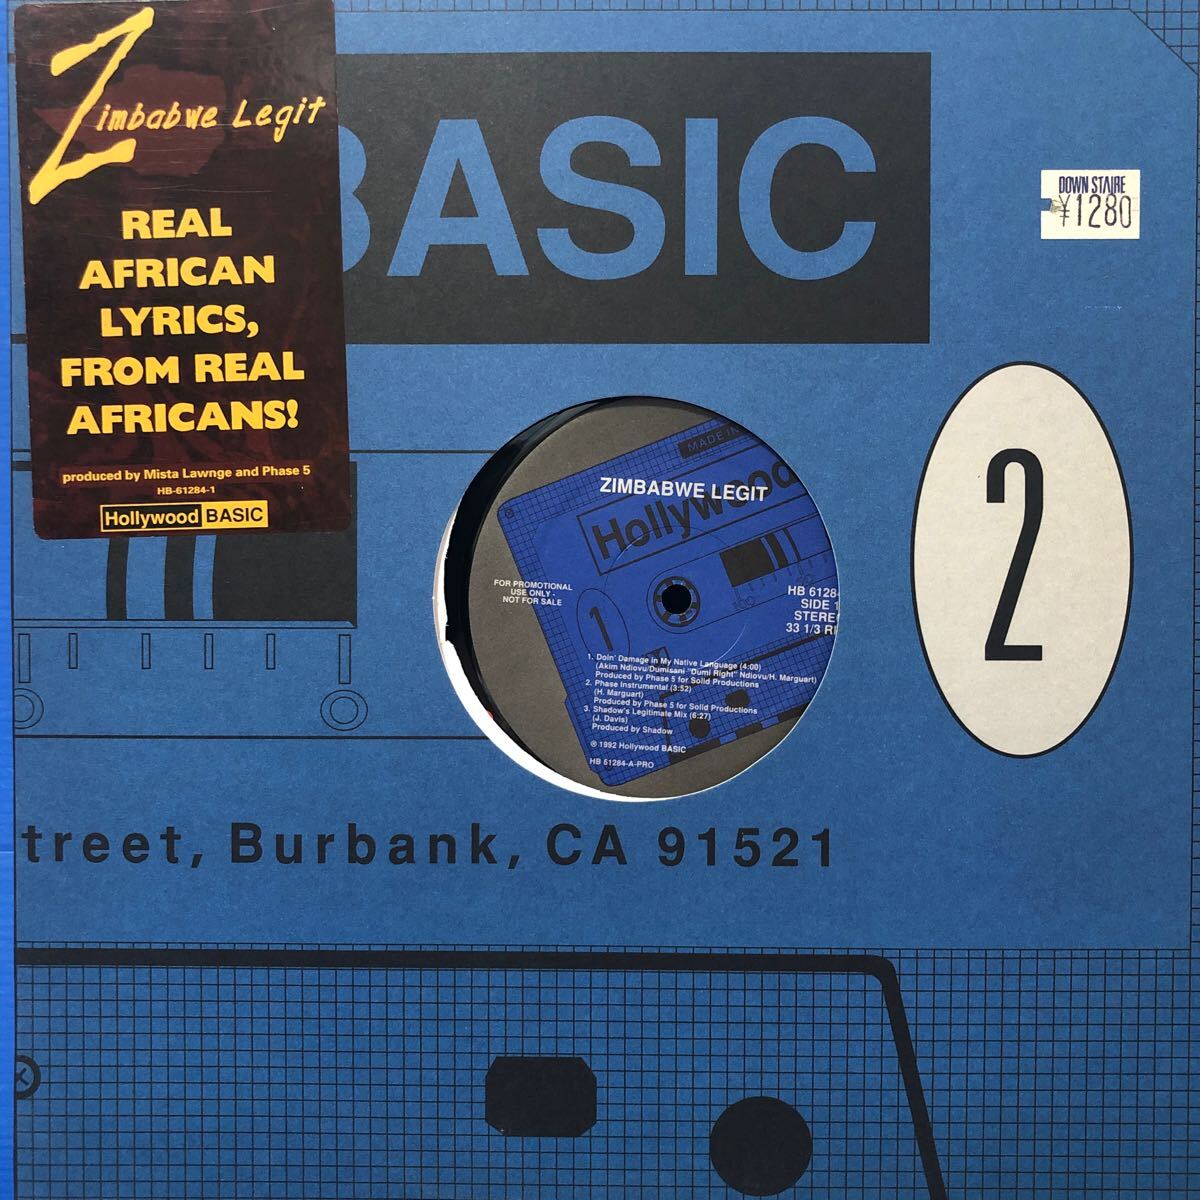 Zimbabwe Legit
REAL
AFRICAN
LYRICS,
FROM REAL
AFRICANS!
produced by Mista Lawnge and Phase 5
HB-61284-1
Hollywood BASIC
BASIC
DOWN STAIRE
¥1280
2
MADE IN
ZIMBABWE LEGIT
Hollywood
FOR PROMOTIONAL
USE ONLY -
NOT FOR SALE
1
100
HB 6128
SIDE 1
STEREO
33 1/3 R
1. Doin' Damage in My Native Language (4:00)
(Akim Ndlovu/Dumisani "Dumi Right" Ndlovu/H. Marguart)
Produced by Phase 5 for Solid Productions
2. Phase Instrumental (3:52)
(H. Marguart)
Produced by Phase 5 for Solid Productions
3. Shadow's Legitimate Mix (6:27)
(J. Davis)
Produced by Shadow
℗ 1992 Hollywood BASIC
HB 61284-A-PRO
treet, Burbank, CA 91521